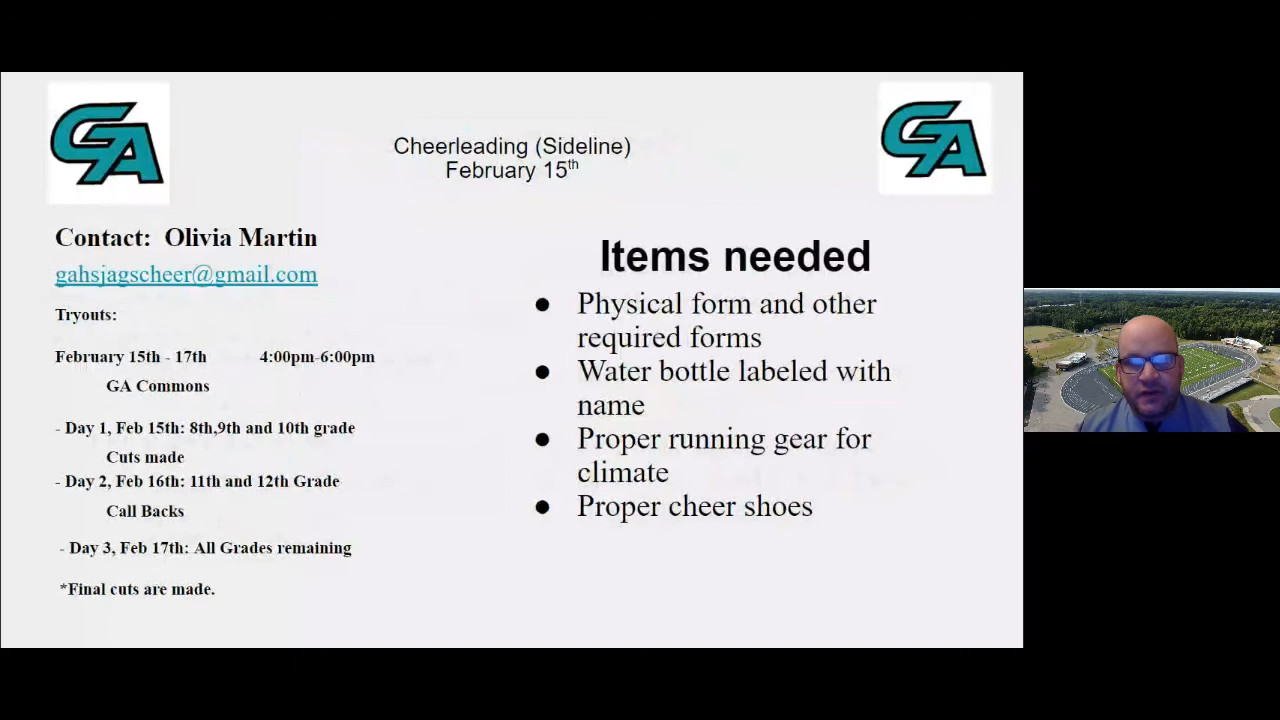 GA
GA
Cheerleading (Sideline)
February 15th
Contact: Olivia Martin
gahsjagscheer@gmail.com
Tryouts:
February 15th - 17th 4:00pm-6:00pm
GA Commons
- Day 1, Feb 15th: 8th,9th and 10th grade
Cuts made
- Day 2, Feb 16th: 11th and 12th Grade
Call Backs
- Day 3, Feb 17th: All Grades remaining
*Final cuts are made.
Items needed
● Physical form and other
required forms
● Water bottle labeled with
name
● Proper running gear for
climate
● Proper cheer shoes